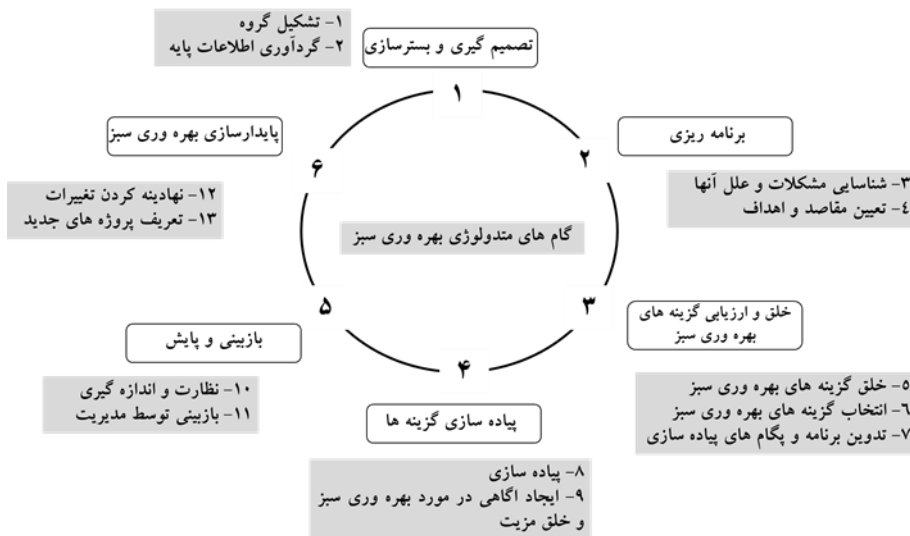 ۱- تشکیل گروه
۲- گردآوری اطلاعات پایه
تصمیم گیری و بسترسازی
۱
برنامه ریزی
۲
۳- شناسایی مشکلات و علل آنها
٤- تعیین مقاصد و اهداف
خلق و ارزیابی گزینه های
بهره وری سبز
۳
۵- خلق گزینه های بهره وری سبز
۶- انتخاب گزینه های بهره وری سبز
۷- تدوین برنامه و پگام های پیاده سازی
۴
پیاده سازی گزینه ها
۸- پیاده سازی
۹- ایجاد اگاهی در مورد بهره وری سبز
و خلق مزیت
۵
بازبینی و پایش
۱۰- نظارت و اندازه گیری
۱۱- بازبینی توسط مدیریت
۶
پایدارسازی بهره وری سبز
۱۲- نهادینه کردن تغییرات
۱۳- تعریف پروژه های جدید
گام های متدولوژی بهره وری سبز